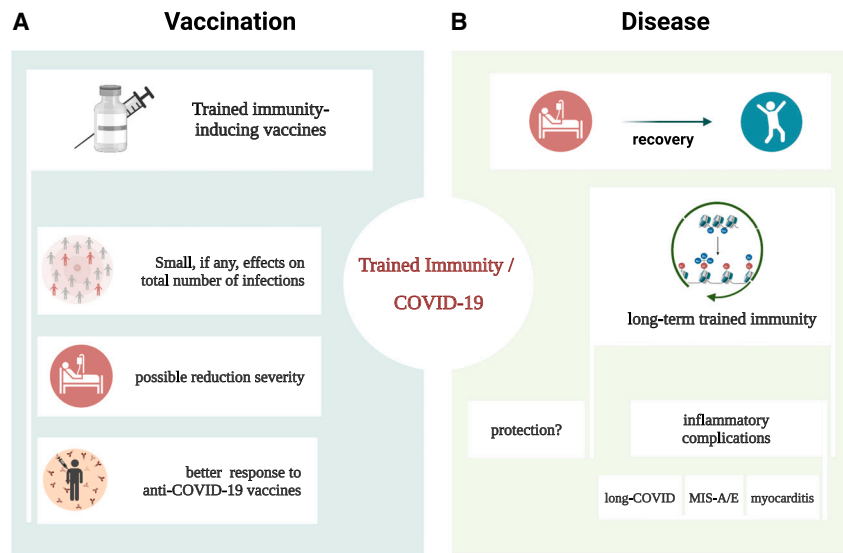 A
Vaccination
Trained immunity-
inducing vaccines
Small, if any, effects on
total number of infections
possible reduction severity
better response to
anti-COVID-19 vaccines
Trained Immunity /
COVID-19
B
Disease
recovery
long-term trained immunity
protection?
inflammatory
complications
long-COVID
MIS-A/E
myocarditis